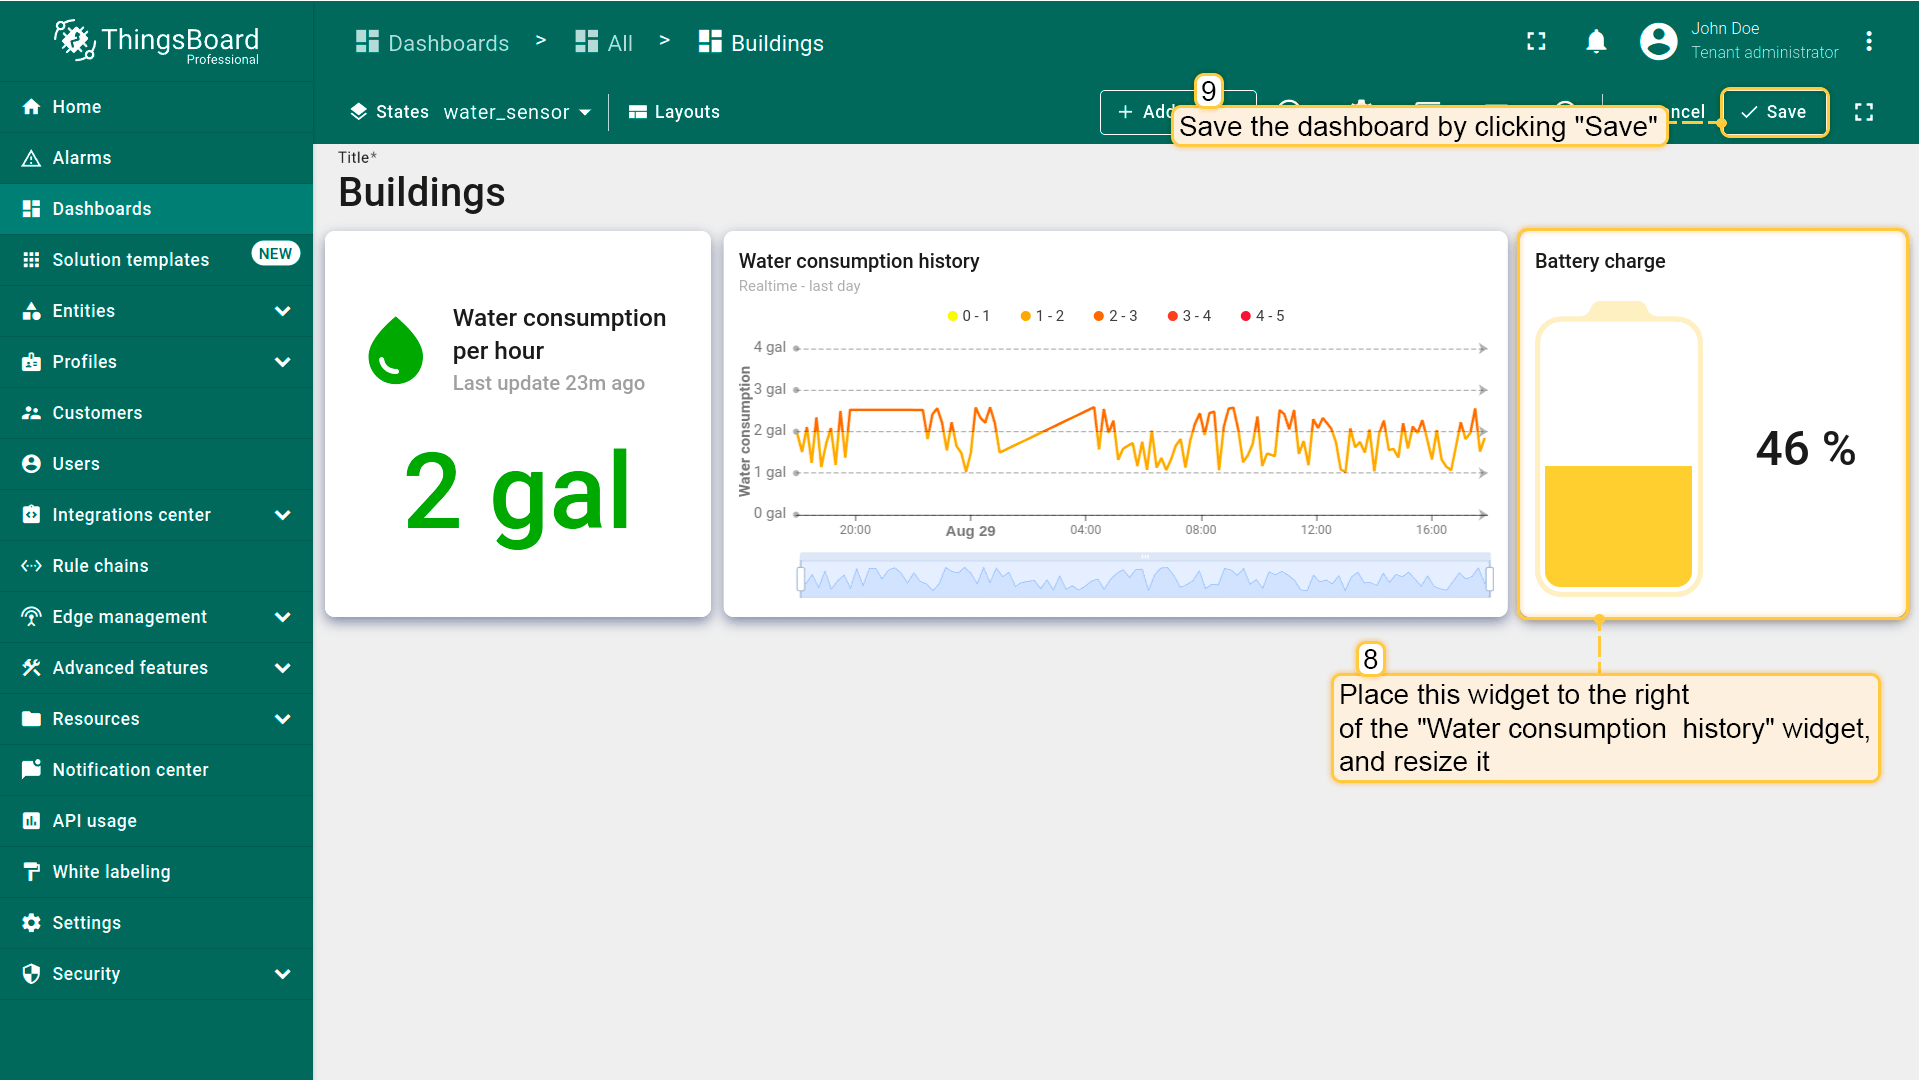 ThingsBoard
Professional
Home
Alarms
Dashboards
Solution templates NEW
Entities
Profiles
Customers
Users
Integrations center
Rule chains
Edge management
Advanced features
Resources
Notification center
API usage
White labeling
Settings
Security
Dashboards > All > Buildings
John Doe
Tenant administrator
States water_sensor Layouts
+ Add
Save
9
Save the dashboard by clicking "Save"
Title*
Buildings
Water consumption
per hour
Last update 23m ago
2 gal
Water consumption history
Realtime - last day
0 - 1 1 - 2 2 - 3 3 - 4 4 - 5
Water consumption
4 gal
3 gal
2 gal
1 gal
0 gal
20:00 Aug 29 04:00 08:00 12:00 16:00
Battery charge
46 %
8
Place this widget to the right
of the "Water consumption  history" widget,
and resize it